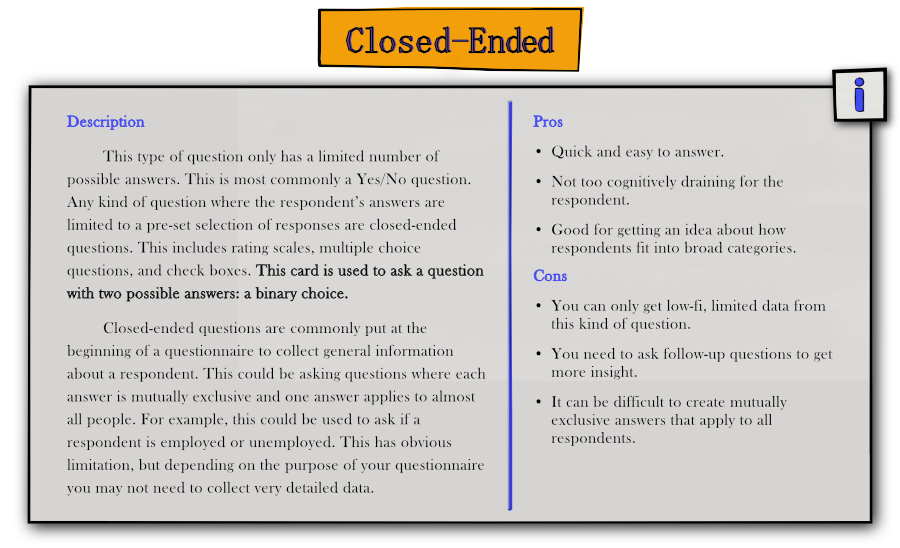 Closed-Ended
i
Description
This type of question only has a limited number of
possible answers. This is most commonly a Yes/No question.
Any kind of question where the respondent's answers are
limited to a pre-set selection of responses are closed-ended
questions. This includes rating scales, multiple choice
questions, and check boxes. This card is used to ask a question
with two possible answers: a binary choice.
Closed-ended questions are commonly put at the
beginning of a questionnaire to collect general information
about a respondent. This could be asking questions where each
answer is mutually exclusive and one answer applies to almost
all people. For example, this could be used to ask if a
respondent is employed or unemployed. This has obvious
limitation, but depending on the purpose of your questionnaire
you may not need to collect very detailed data.
Pros
• Quick and easy to answer.
• Not too cognitively draining for the
respondent.
• Good for getting an idea about how
respondents fit into broad categories.
Cons
• You can only get low-fi, limited data from
this kind of question.
• You need to ask follow-up questions to get
more insight.
• It can be difficult to create mutually
exclusive answers that apply to all
respondents.